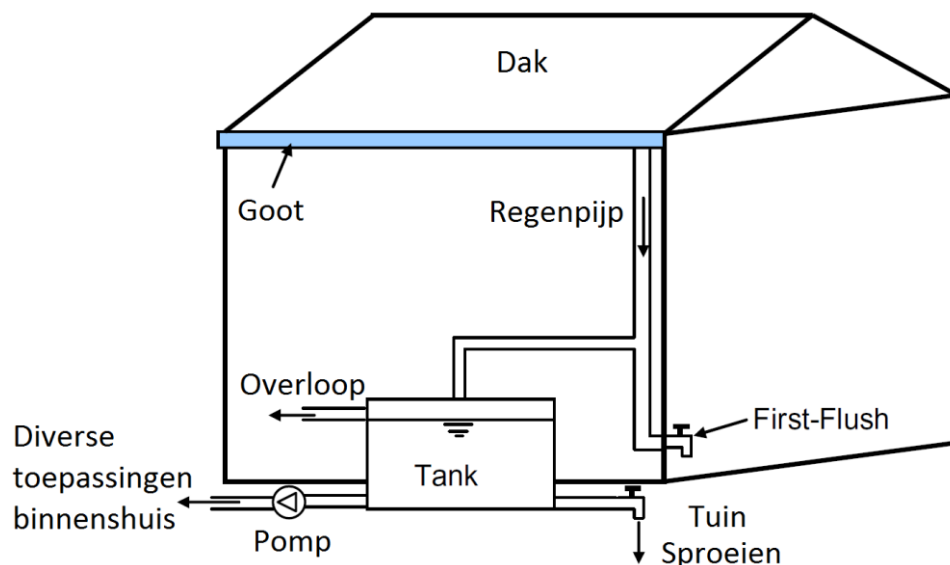 Dak
Goot
Regenpijp
Overloop
First-Flush
Diverse
toepassingen
binnenshuis
Tank
Pomp
Tuin
Sproeien